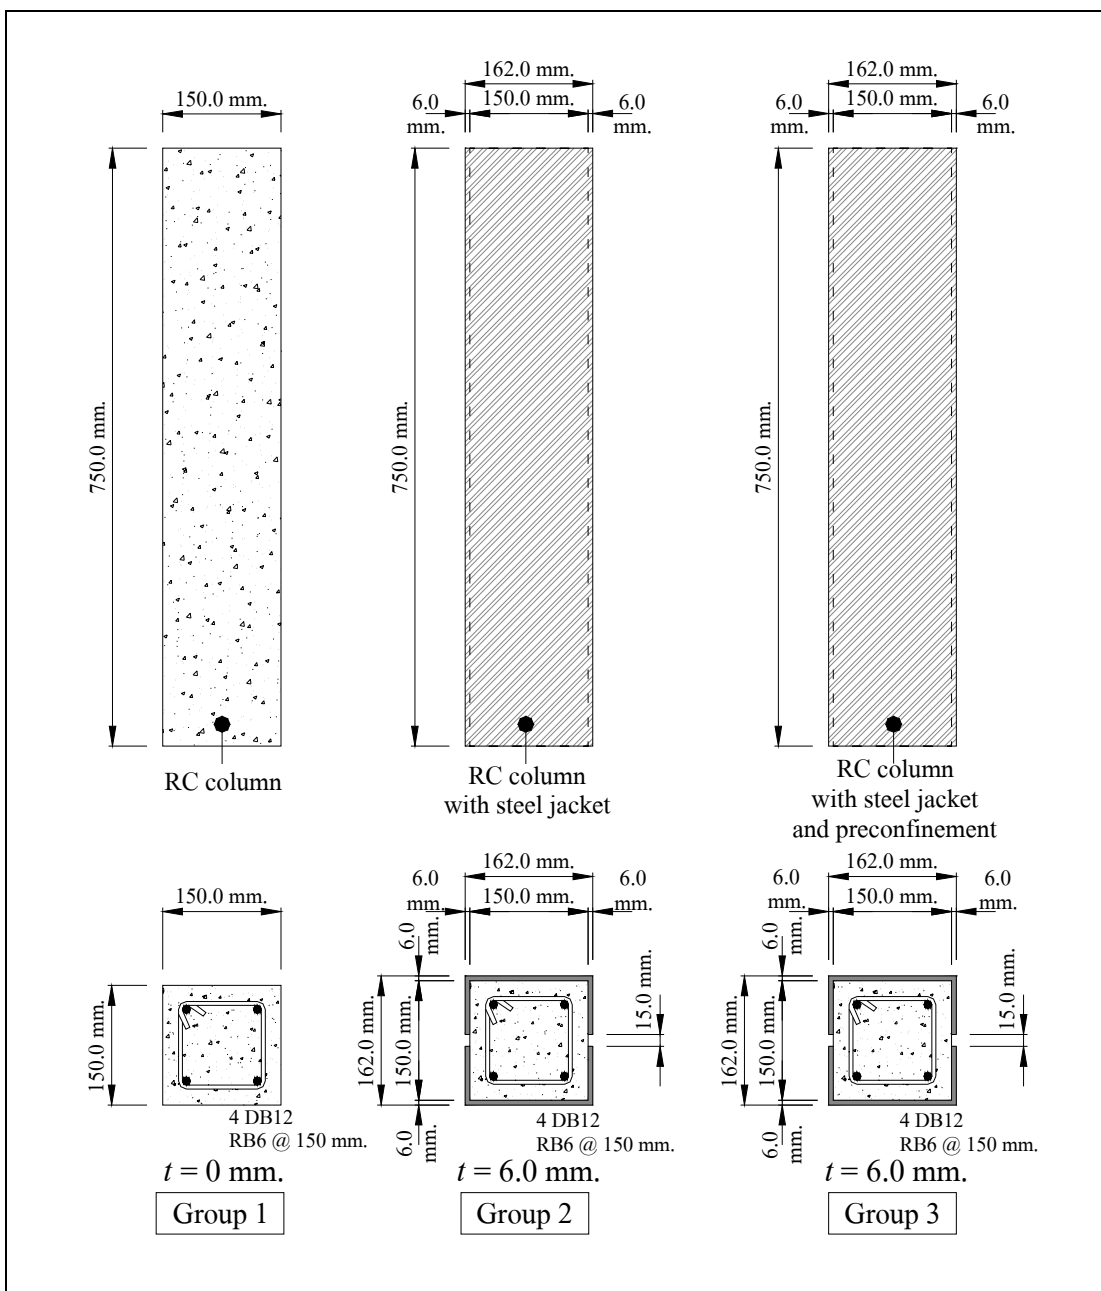 150.0 mm.
750.0 mm.
RC column
162.0 mm.
6.0
mm.
150.0 mm.
6.0
mm.
750.0 mm.
RC column
with steel jacket
162.0 mm.
6.0
mm.
150.0 mm.
6.0
mm.
750.0 mm.
RC column
with steel jacket
and preconfinement
150.0 mm.
150.0 mm.
4 DB12
RB6 @ 150 mm.
t = 0 mm.
Group 1
162.0 mm.
6.0
mm.
150.0 mm.
6.0
mm.
6.0
mm.
162.0 mm.
150.0 mm.
15.0 mm.
6.0
mm.
4 DB12
RB6 @ 150 mm.
t = 6.0 mm.
Group 2
162.0 mm.
6.0
mm.
150.0 mm.
6.0
mm.
6.0
mm.
162.0 mm.
150.0 mm.
15.0 mm.
6.0
mm.
4 DB12
RB6 @ 150 mm.
t = 6.0 mm.
Group 3